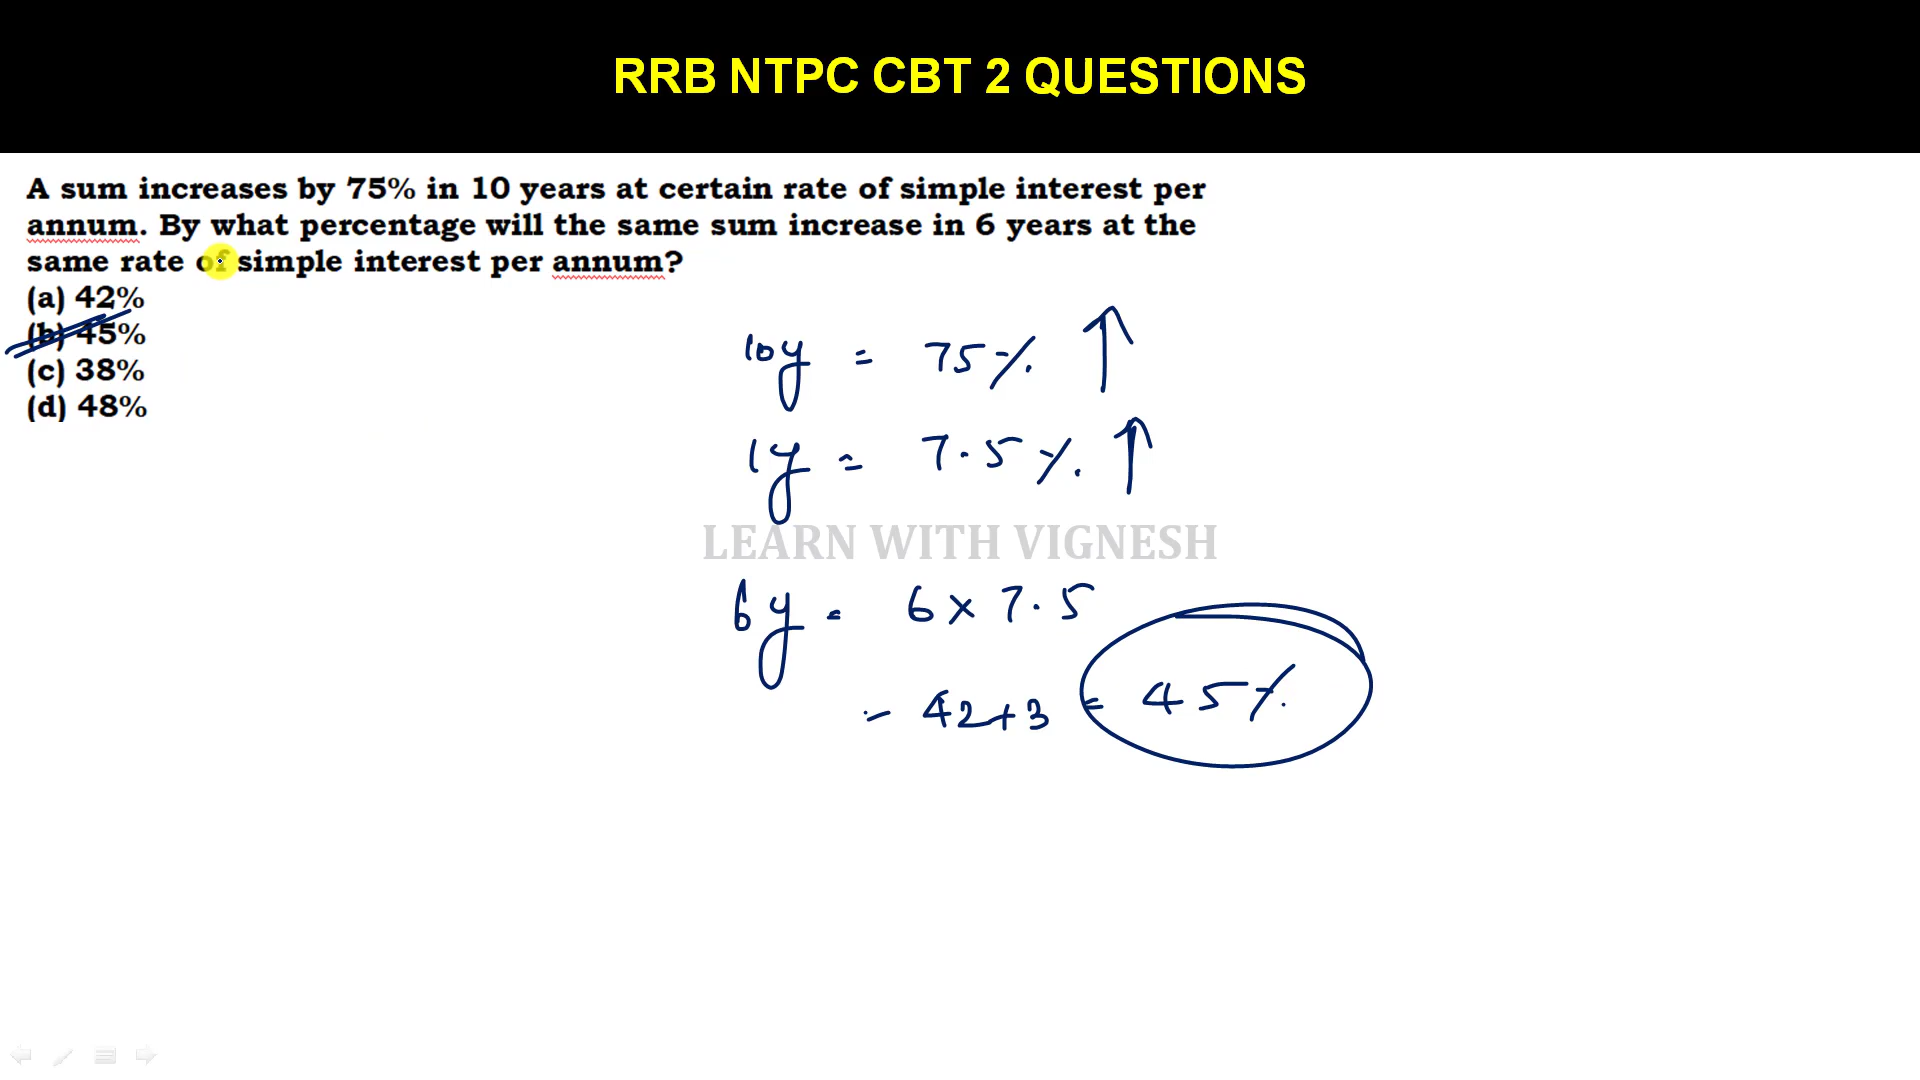 RRB NTPC CBT 2 QUESTIONS
A sum increases by 75% in 10 years at certain rate of simple interest per
annum. By what percentage will the same sum increase in 6 years at the
same rate of simple interest per annum?
(a) 42%
(b) 45%
(c) 38%
(d) 48%
10y = 75% ↑
1y = 7.5% ↑
LEARN WITH VIGNESH
6y = 6 × 7.5
= 42+3 = 45%